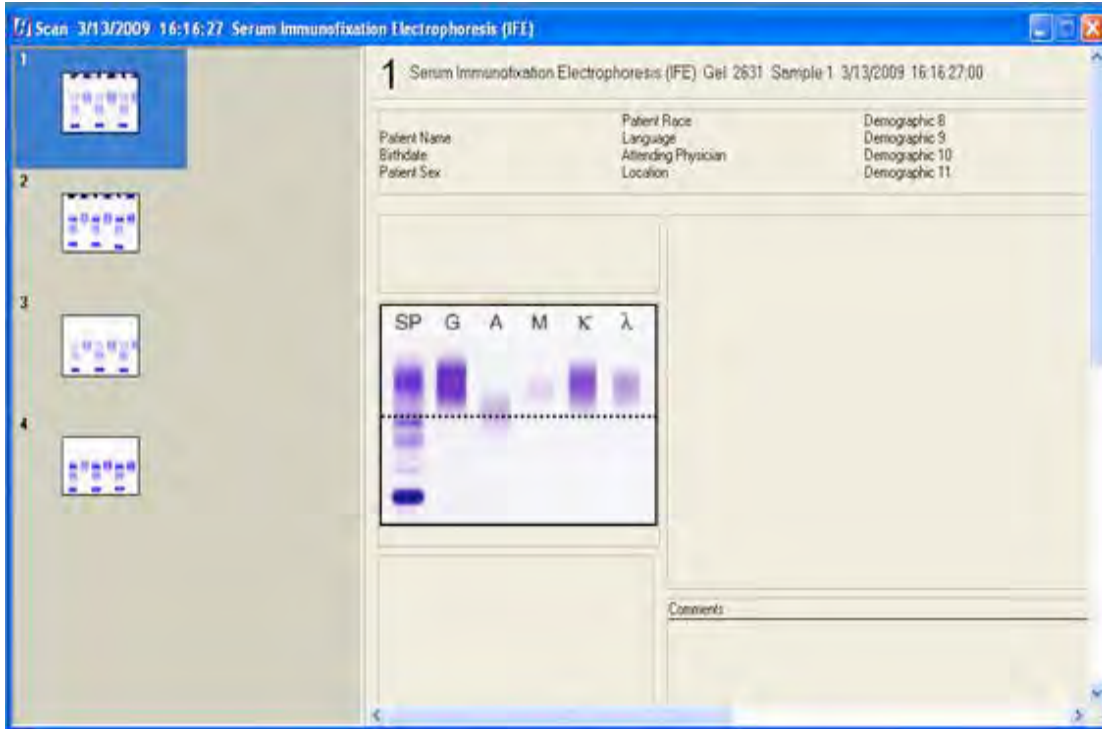 Scan 3/13/2009 16:16:27 Serum Immunofixation Electrophoresis (IFE)
1
2
3
4
1 Serum Immunofixation Electrophoresis (IFE) Gel 2631 Sample 1 3/13/2009 16:16:27:00
Patient Race Demographic 8
Patient Name Language Demographic 9
Birthdate Attending Physician Demographic 10
Patient Sex Location Demographic 11
SP G A M K λ
Comments